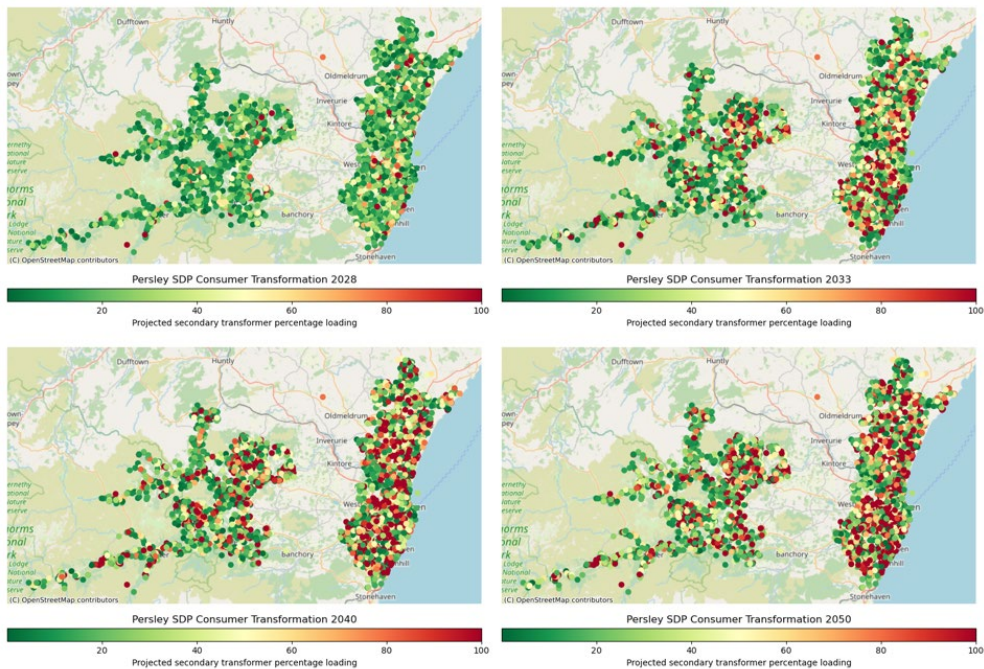 Dufftown
Huntly
Oldmeldrum
Inverurie
Kintore
West
Banchory
Stonehaven
(C) OpenStreetMap contributors
Persley SDP Consumer Transformation 2028
20 40 60 80 100
Projected secondary transformer percentage loading
Dufftown
Huntly
Oldmeldrum
Inverurie
Kintore
West
Banchory
Stonehaven
(C) OpenStreetMap contributors
Persley SDP Consumer Transformation 2033
20 40 60 80 100
Projected secondary transformer percentage loading
Dufftown
Huntly
Oldmeldrum
Inverurie
Kintore
West
Banchory
Stonehaven
(C) OpenStreetMap contributors
Persley SDP Consumer Transformation 2040
20 40 60 80 100
Projected secondary transformer percentage loading
Dufftown
Huntly
Oldmeldrum
Inverurie
Kintore
West
Banchory
Stonehaven
(C) OpenStreetMap contributors
Persley SDP Consumer Transformation 2050
20 40 60 80 100
Projected secondary transformer percentage loading